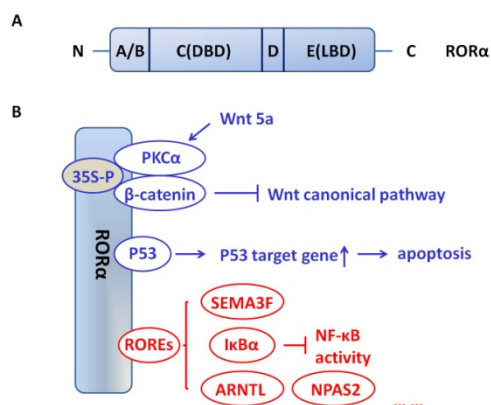 A
N A/B C(DBD) D E(LBD) C RORα
B
Wnt 5a
PKCα
35S-P
β-catenin Wnt canonical pathway
RORα
P53 P53 target gene apoptosis
SEMA3F
ROREs IκBα NF-κB
activity
ARNTL NPAS2